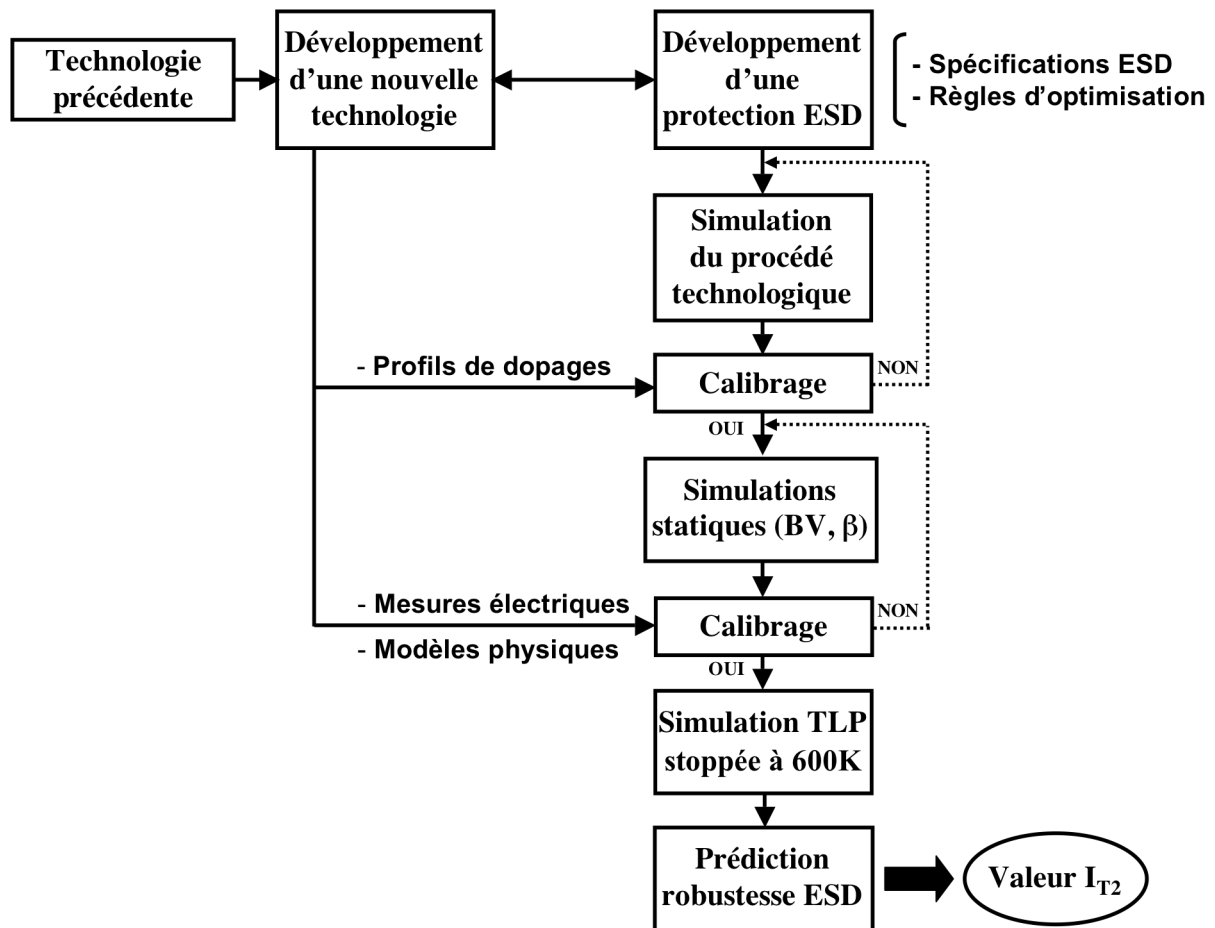 Technologie
précédente
Développement
d’une nouvelle
technologie
Développement
d’une
protection ESD
- Spécifications ESD
- Règles d’optimisation
Simulation
du procédé
technologique
- Profils de dopages
Calibrage
NON
OUI
Simulations
statiques (BV, β)
- Mesures électriques
- Modèles physiques
Calibrage
NON
OUI
Simulation TLP
stoppée à 600K
Prédiction
robustesse ESD
Valeur I_T2